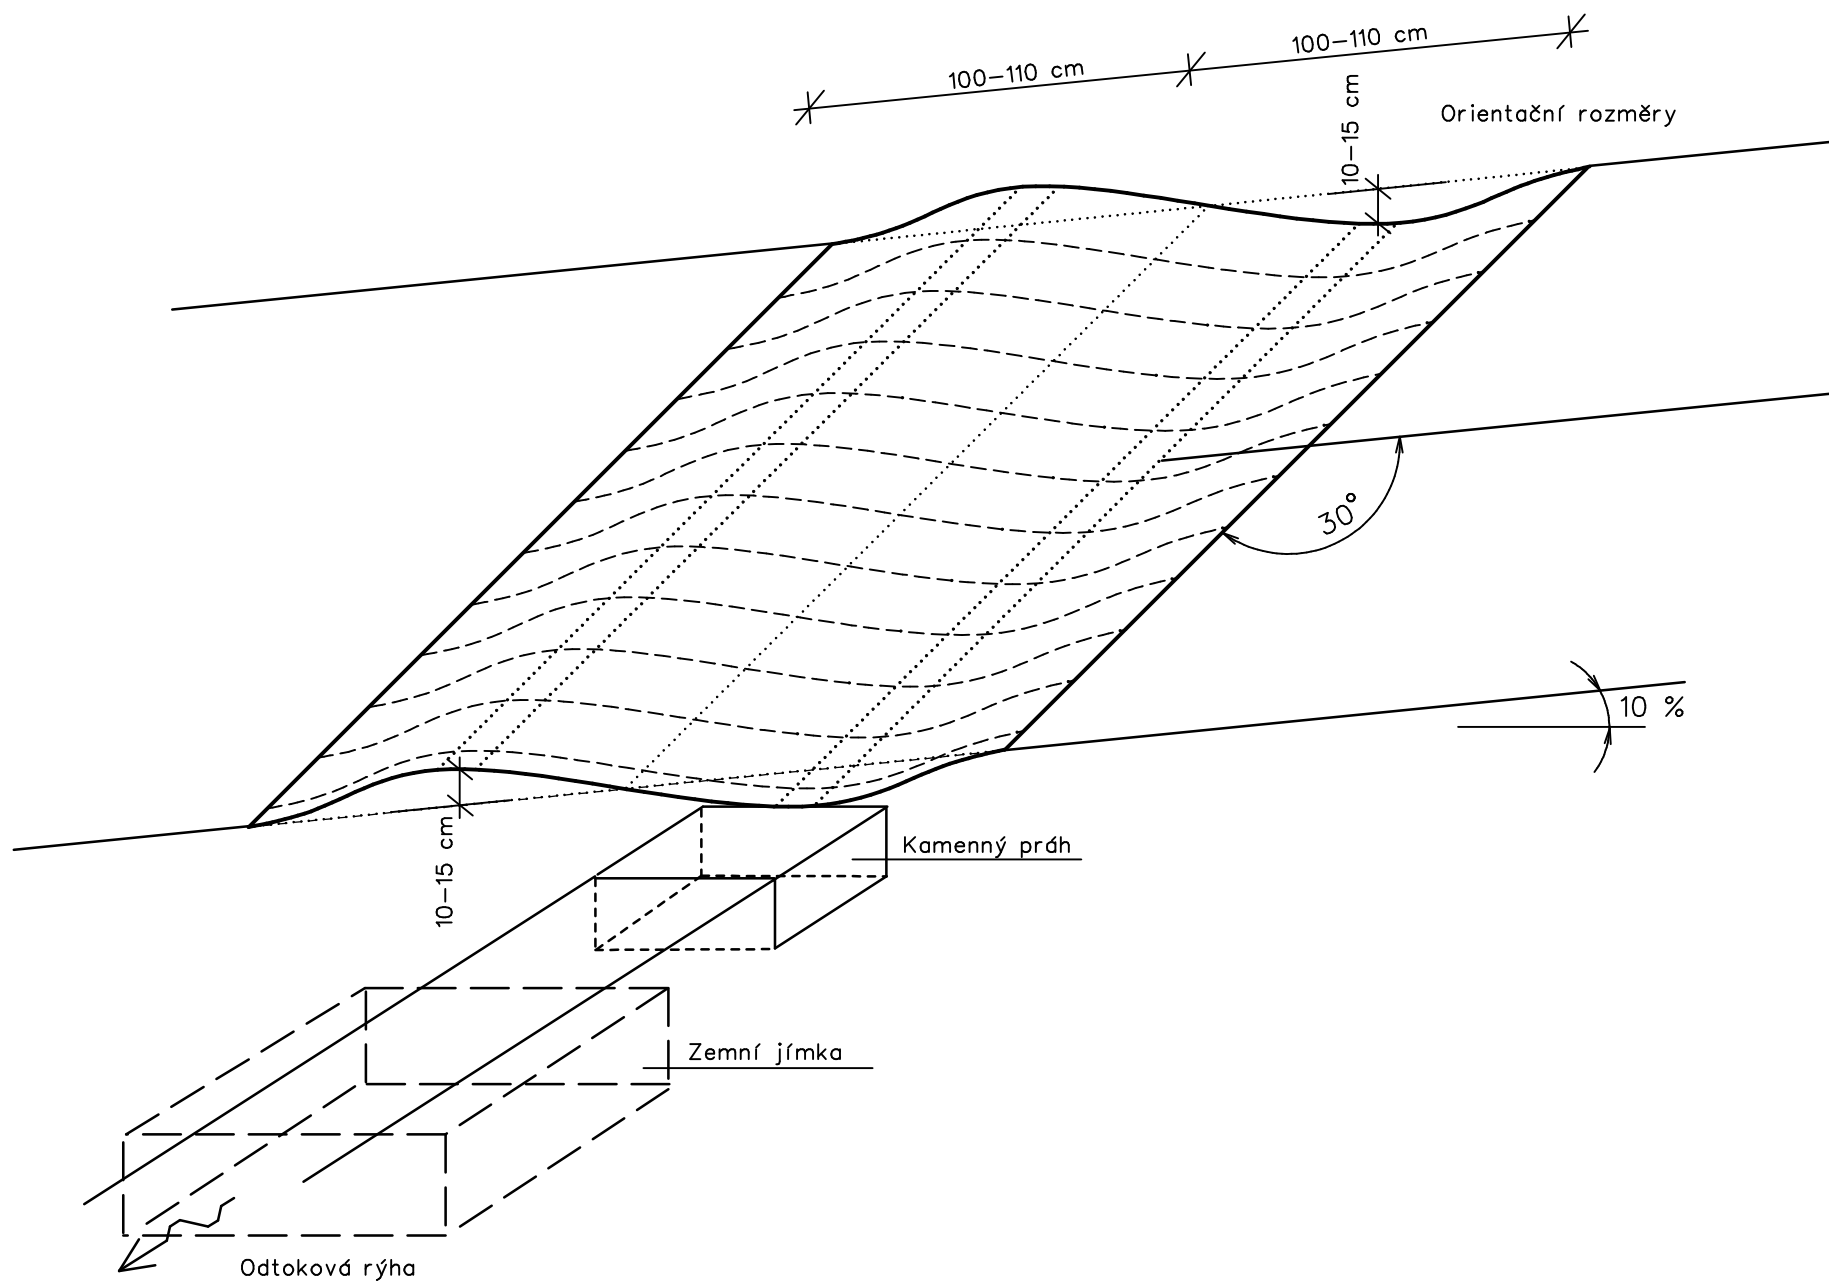 100-110 cm
100-110 cm
10-15 cm
Orientační rozměry
30°
10 %
10-15 cm
Kamenný práh
Zemní jímka
Odtoková rýha